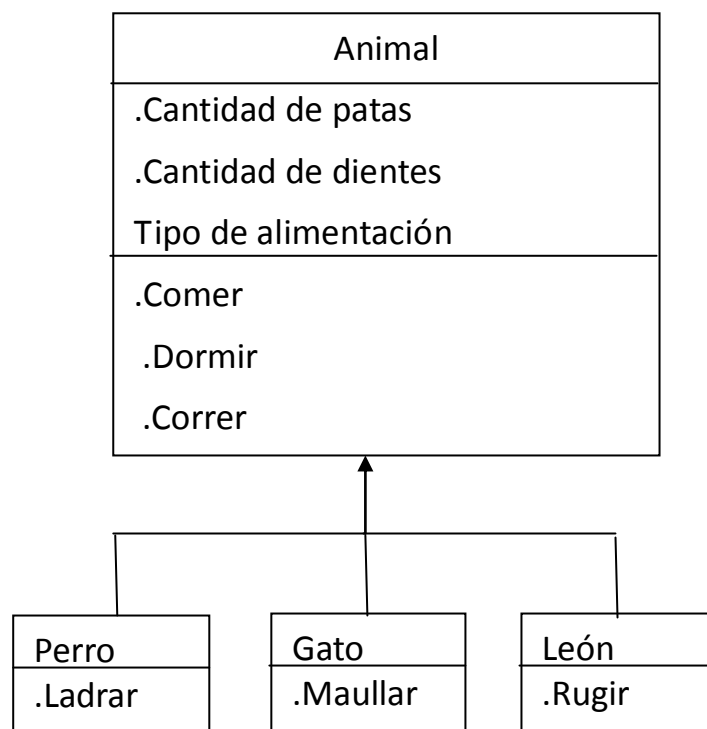 Animal
.Cantidad de patas
.Cantidad de dientes
Tipo de alimentación
.Comer
.Dormir
.Correr
Perro
.Ladrar
Gato
.Maullar
León
.Rugir